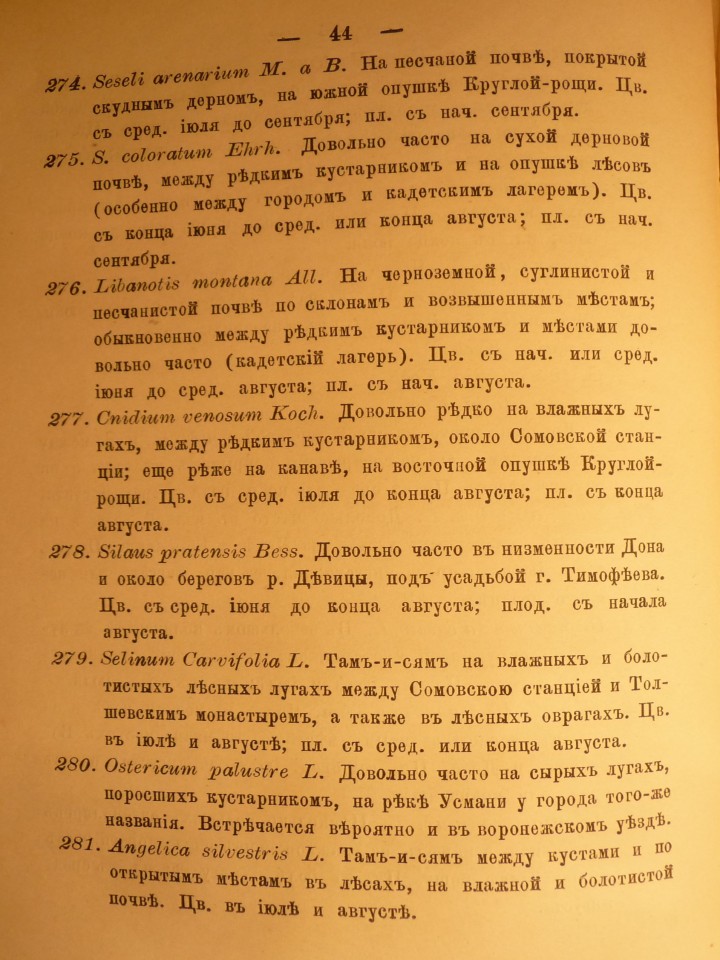 — 44 —
274. Seseli arenarium M. a B. На песчаной почвѣ, покрытой
скуднымъ дерномъ, на южной опушкѣ Круглой-рощи. Цв.
съ сред. іюля до сентября; пл. съ нач. сентября.
275. S. coloratum Ehrh. Довольно часто на сухой дерновой
почвѣ, между рѣдкимъ кустарникомъ и на опушкѣ лѣсовъ
(особенно между городомъ и кадетскимъ лагеремъ). Цв.
съ конца іюня до сред. или конца августа; пл. съ нач.
сентября.
276. Libanotis montana All. На черноземной, суглинистой и
песчанистой почвѣ по склонамъ и возвышеннымъ мѣстамъ;
обыкновенно между рѣдкимъ кустарникомъ и мѣстами до-
вольно часто (кадетскій лагерь). Цв. съ нач. или сред.
іюня до сред. августа; пл. съ нач. августа.
277. Cnidium venosum Koch. Довольно рѣдко на влажныхъ лу-
гахъ, между рѣдкимъ кустарникомъ, около Сомовской стан-
ціи; еще рѣже на канавѣ, на восточной опушкѣ Круглой-
рощи. Цв. съ сред. іюля до конца августа; пл. съ конца
августа.
278. Silaus pratensis Bess. Довольно часто въ низменности Дона
и около береговъ р. Дѣвицы, подъ усадьбой г. Тимофѣева.
Цв. съ сред. іюня до конца августа; плод. съ начала
августа.
279. Selinum Carvifolia L. Тамъ-и-сямъ на влажныхъ и боло-
тистыхъ лѣсныхъ лугахъ между Сомовскою станціей и Тол-
шевскимъ монастыремъ, а также въ лѣсныхъ оврагахъ. Цв.
въ іюлѣ и августѣ; пл. съ сред. или конца августа.
280. Ostericum palustre L. Довольно часто на сырыхъ лугахъ,
поросшихъ кустарникомъ, на рѣкѣ Усмани у города того-же
названія. Встрѣчается вѣроятно и въ воронежскомъ уѣздѣ.
281. Angelica silvestris L. Тамъ-и-сямъ между кустами и по
открытымъ мѣстамъ въ лѣсахъ, на влажной и болотистой
почвѣ. Цв. въ іюлѣ и августѣ.